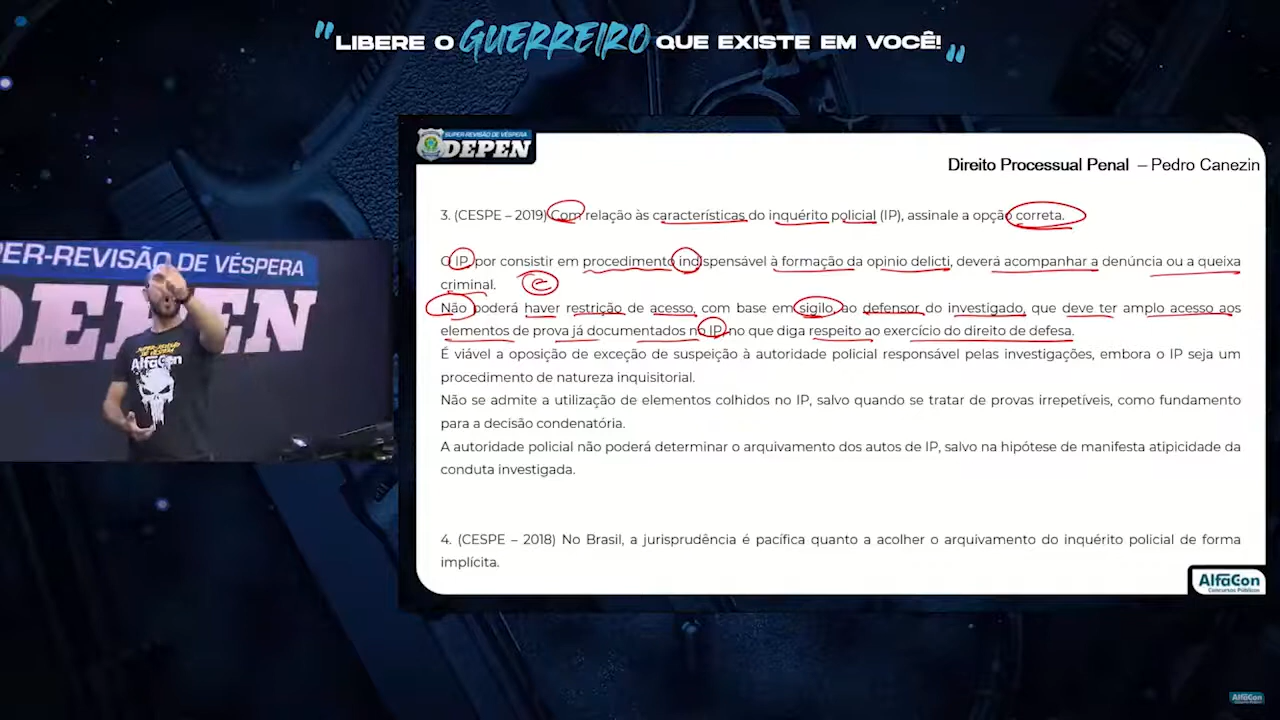 "LIBERE O GUERREIRO QUE EXISTE EM VOCÊ!"
SUPER-REVISÃO DE VÉSPERA
DEPEN
Direito Processual Penal – Pedro Canezin
3. (CESPE – 2019) Com relação às características do inquérito policial (IP), assinale a opção correta.
O IP, por consistir em procedimento indispensável à formação da opinio delicti, deverá acompanhar a denúncia ou a queixa
criminal.
Não poderá haver restrição de acesso, com base em sigilo, ao defensor do investigado, que deve ter amplo acesso aos
elementos de prova já documentados no IP, no que diga respeito ao exercício do direito de defesa.
É viável a oposição de exceção de suspeição à autoridade policial responsável pelas investigações, embora o IP seja um
procedimento de natureza inquisitorial.
Não se admite a utilização de elementos colhidos no IP, salvo quando se tratar de provas irrepetíveis, como fundamento
para a decisão condenatória.
A autoridade policial não poderá determinar o arquivamento dos autos de IP, salvo na hipótese de manifesta atipicidade da
conduta investigada.
4. (CESPE – 2018) No Brasil, a jurisprudência é pacífica quanto a acolher o arquivamento do inquérito policial de forma
implícita.
AlfaCon
Concursos Públicos
PER-REVISÃO DE VÉSPERA
DEPEN
AlfaCon
AlfaCon